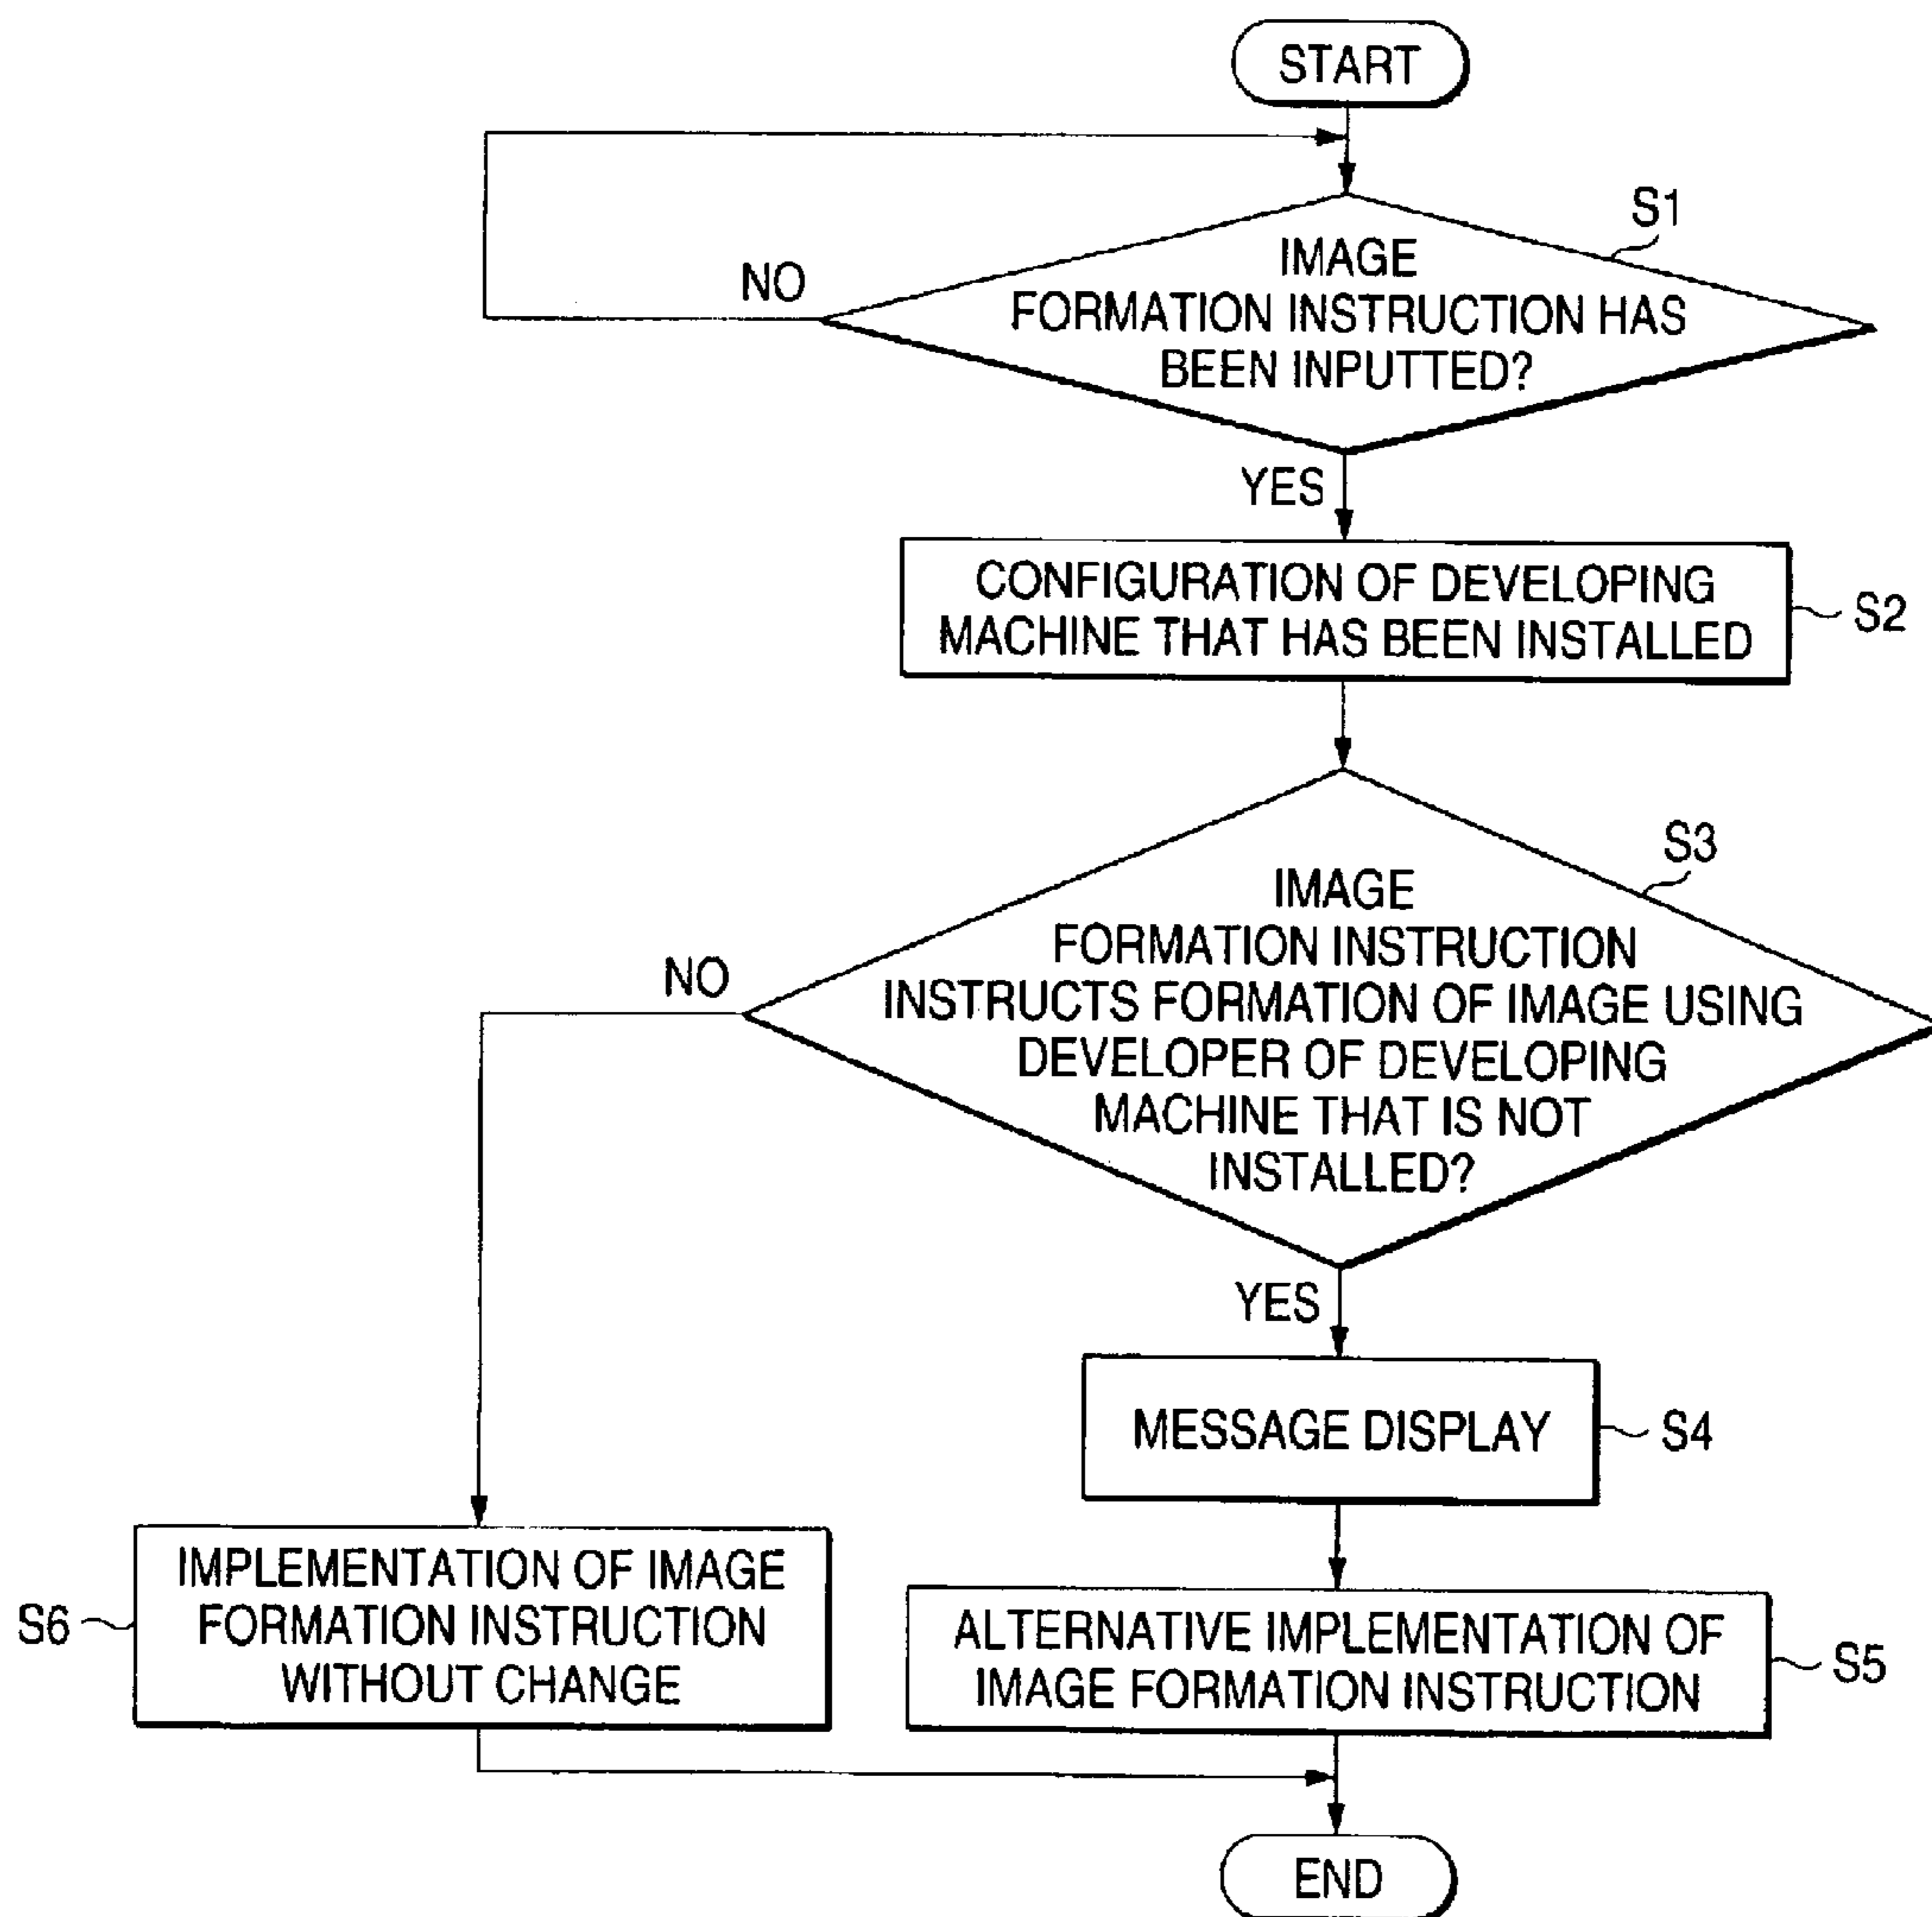 START
S1
IMAGE
FORMATION INSTRUCTION HAS
BEEN INPUTTED?
NO
YES
CONFIGURATION OF DEVELOPING
MACHINE THAT HAS BEEN INSTALLED
S2
S3
IMAGE
FORMATION INSTRUCTION
INSTRUCTS FORMATION OF IMAGE USING
DEVELOPER OF DEVELOPING
MACHINE THAT IS NOT
INSTALLED?
NO
YES
MESSAGE DISPLAY
S4
S6
IMPLEMENTATION OF IMAGE
FORMATION INSTRUCTION
WITHOUT CHANGE
ALTERNATIVE IMPLEMENTATION OF
IMAGE FORMATION INSTRUCTION
S5
END